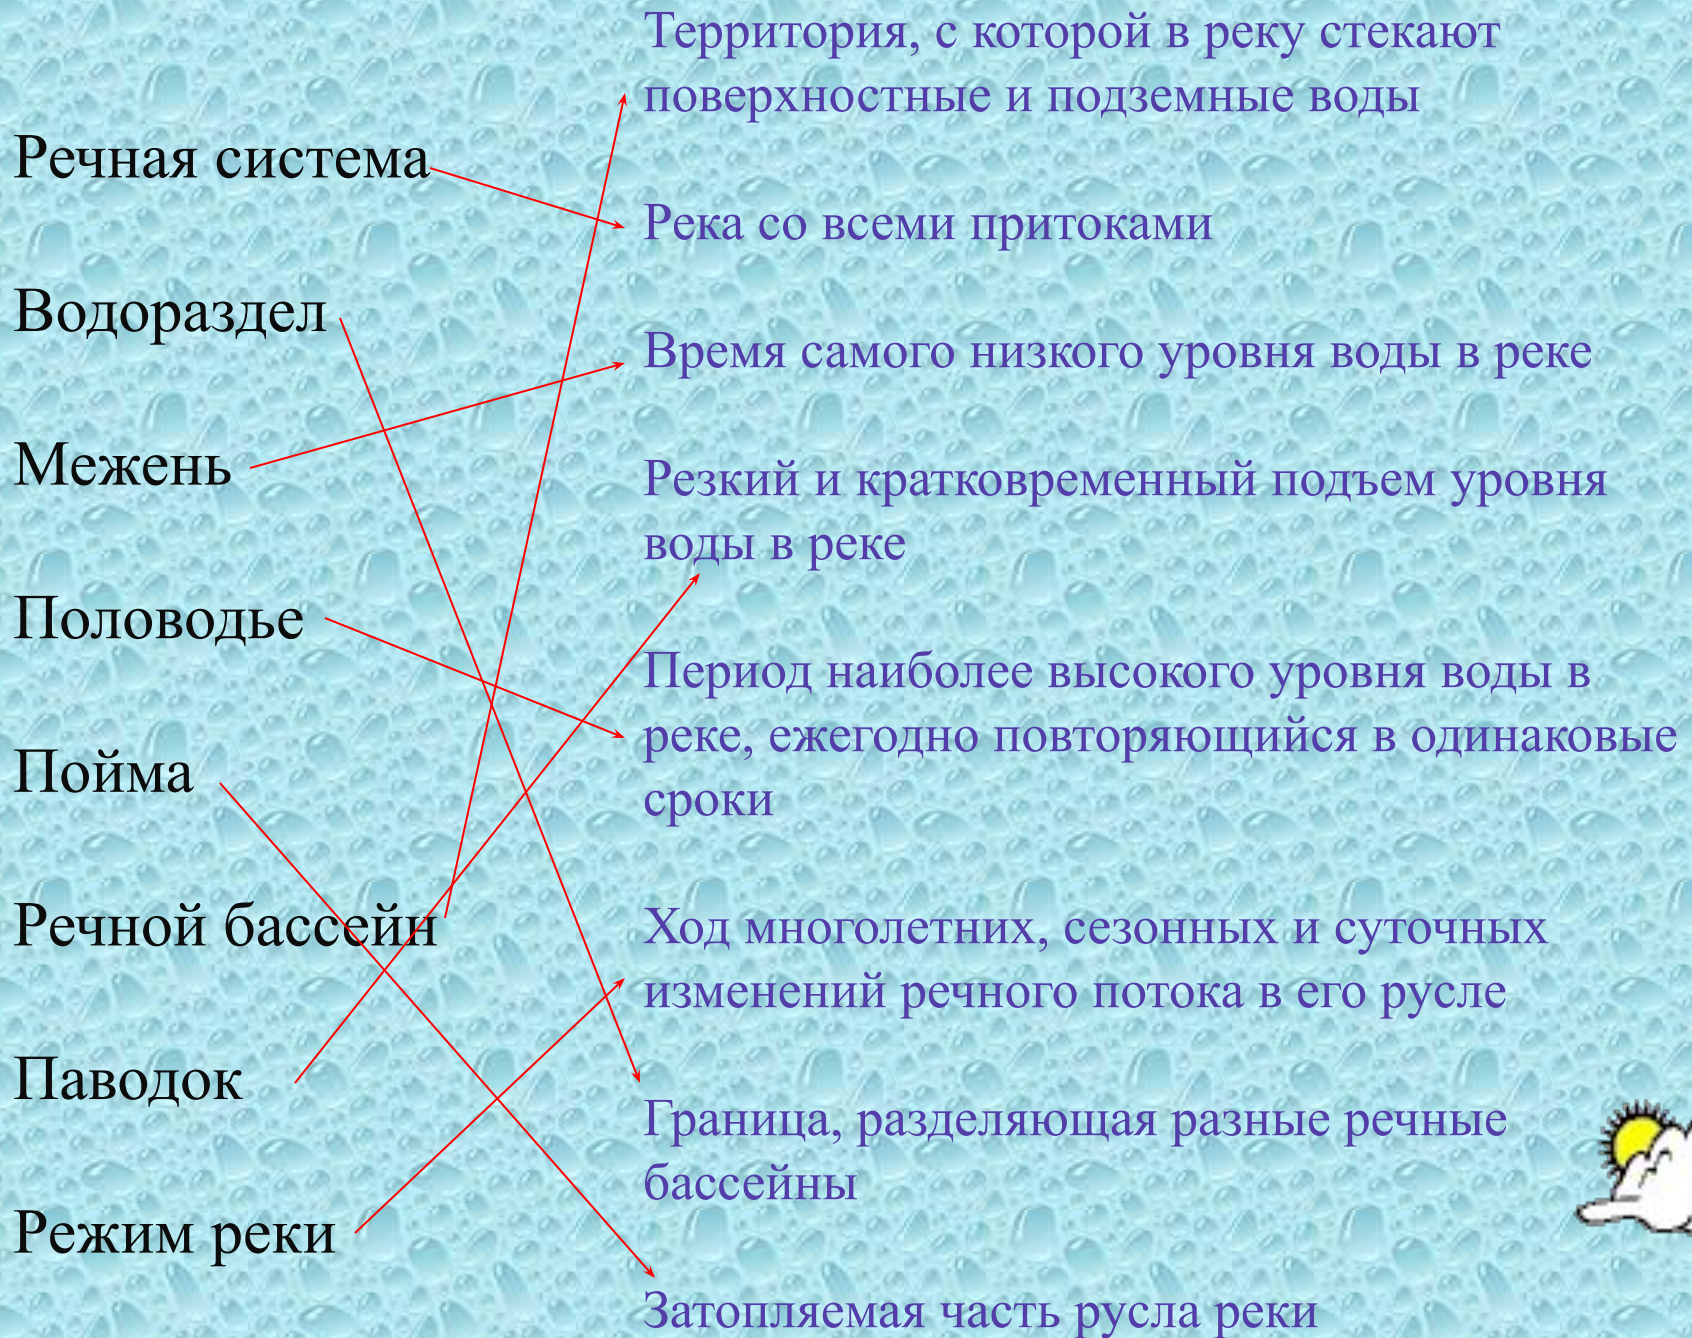 Речная система
Водораздел
Межень
Половодье
Пойма
Речной бассейн
Паводок
Режим реки
Территория, с которой в реку стекают
поверхностные и подземные воды
Река со всеми притоками
Время самого низкого уровня воды в реке
Резкий и кратковременный подъем уровня
воды в реке
Период наиболее высокого уровня воды в
реке, ежегодно повторяющийся в одинаковые
сроки
Ход многолетних, сезонных и суточных
изменений речного потока в его русле
Граница, разделяющая разные речные
бассейны
Затопляемая часть русла реки